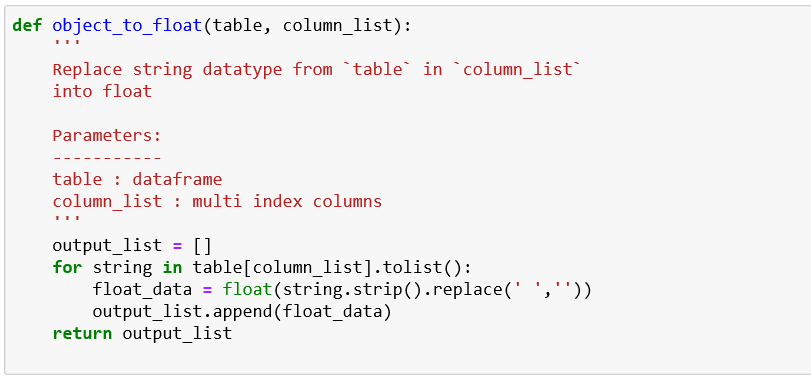 def object_to_float(table, column_list):
    '''
    Replace string datatype from `table` in `column_list`
    into float

    Parameters:
    -----------
    table : dataframe
    column_list : multi index columns
    '''
    output_list = []
    for string in table[column_list].tolist():
        float_data = float(string.strip().replace(' ',''))
        output_list.append(float_data)
    return output_list